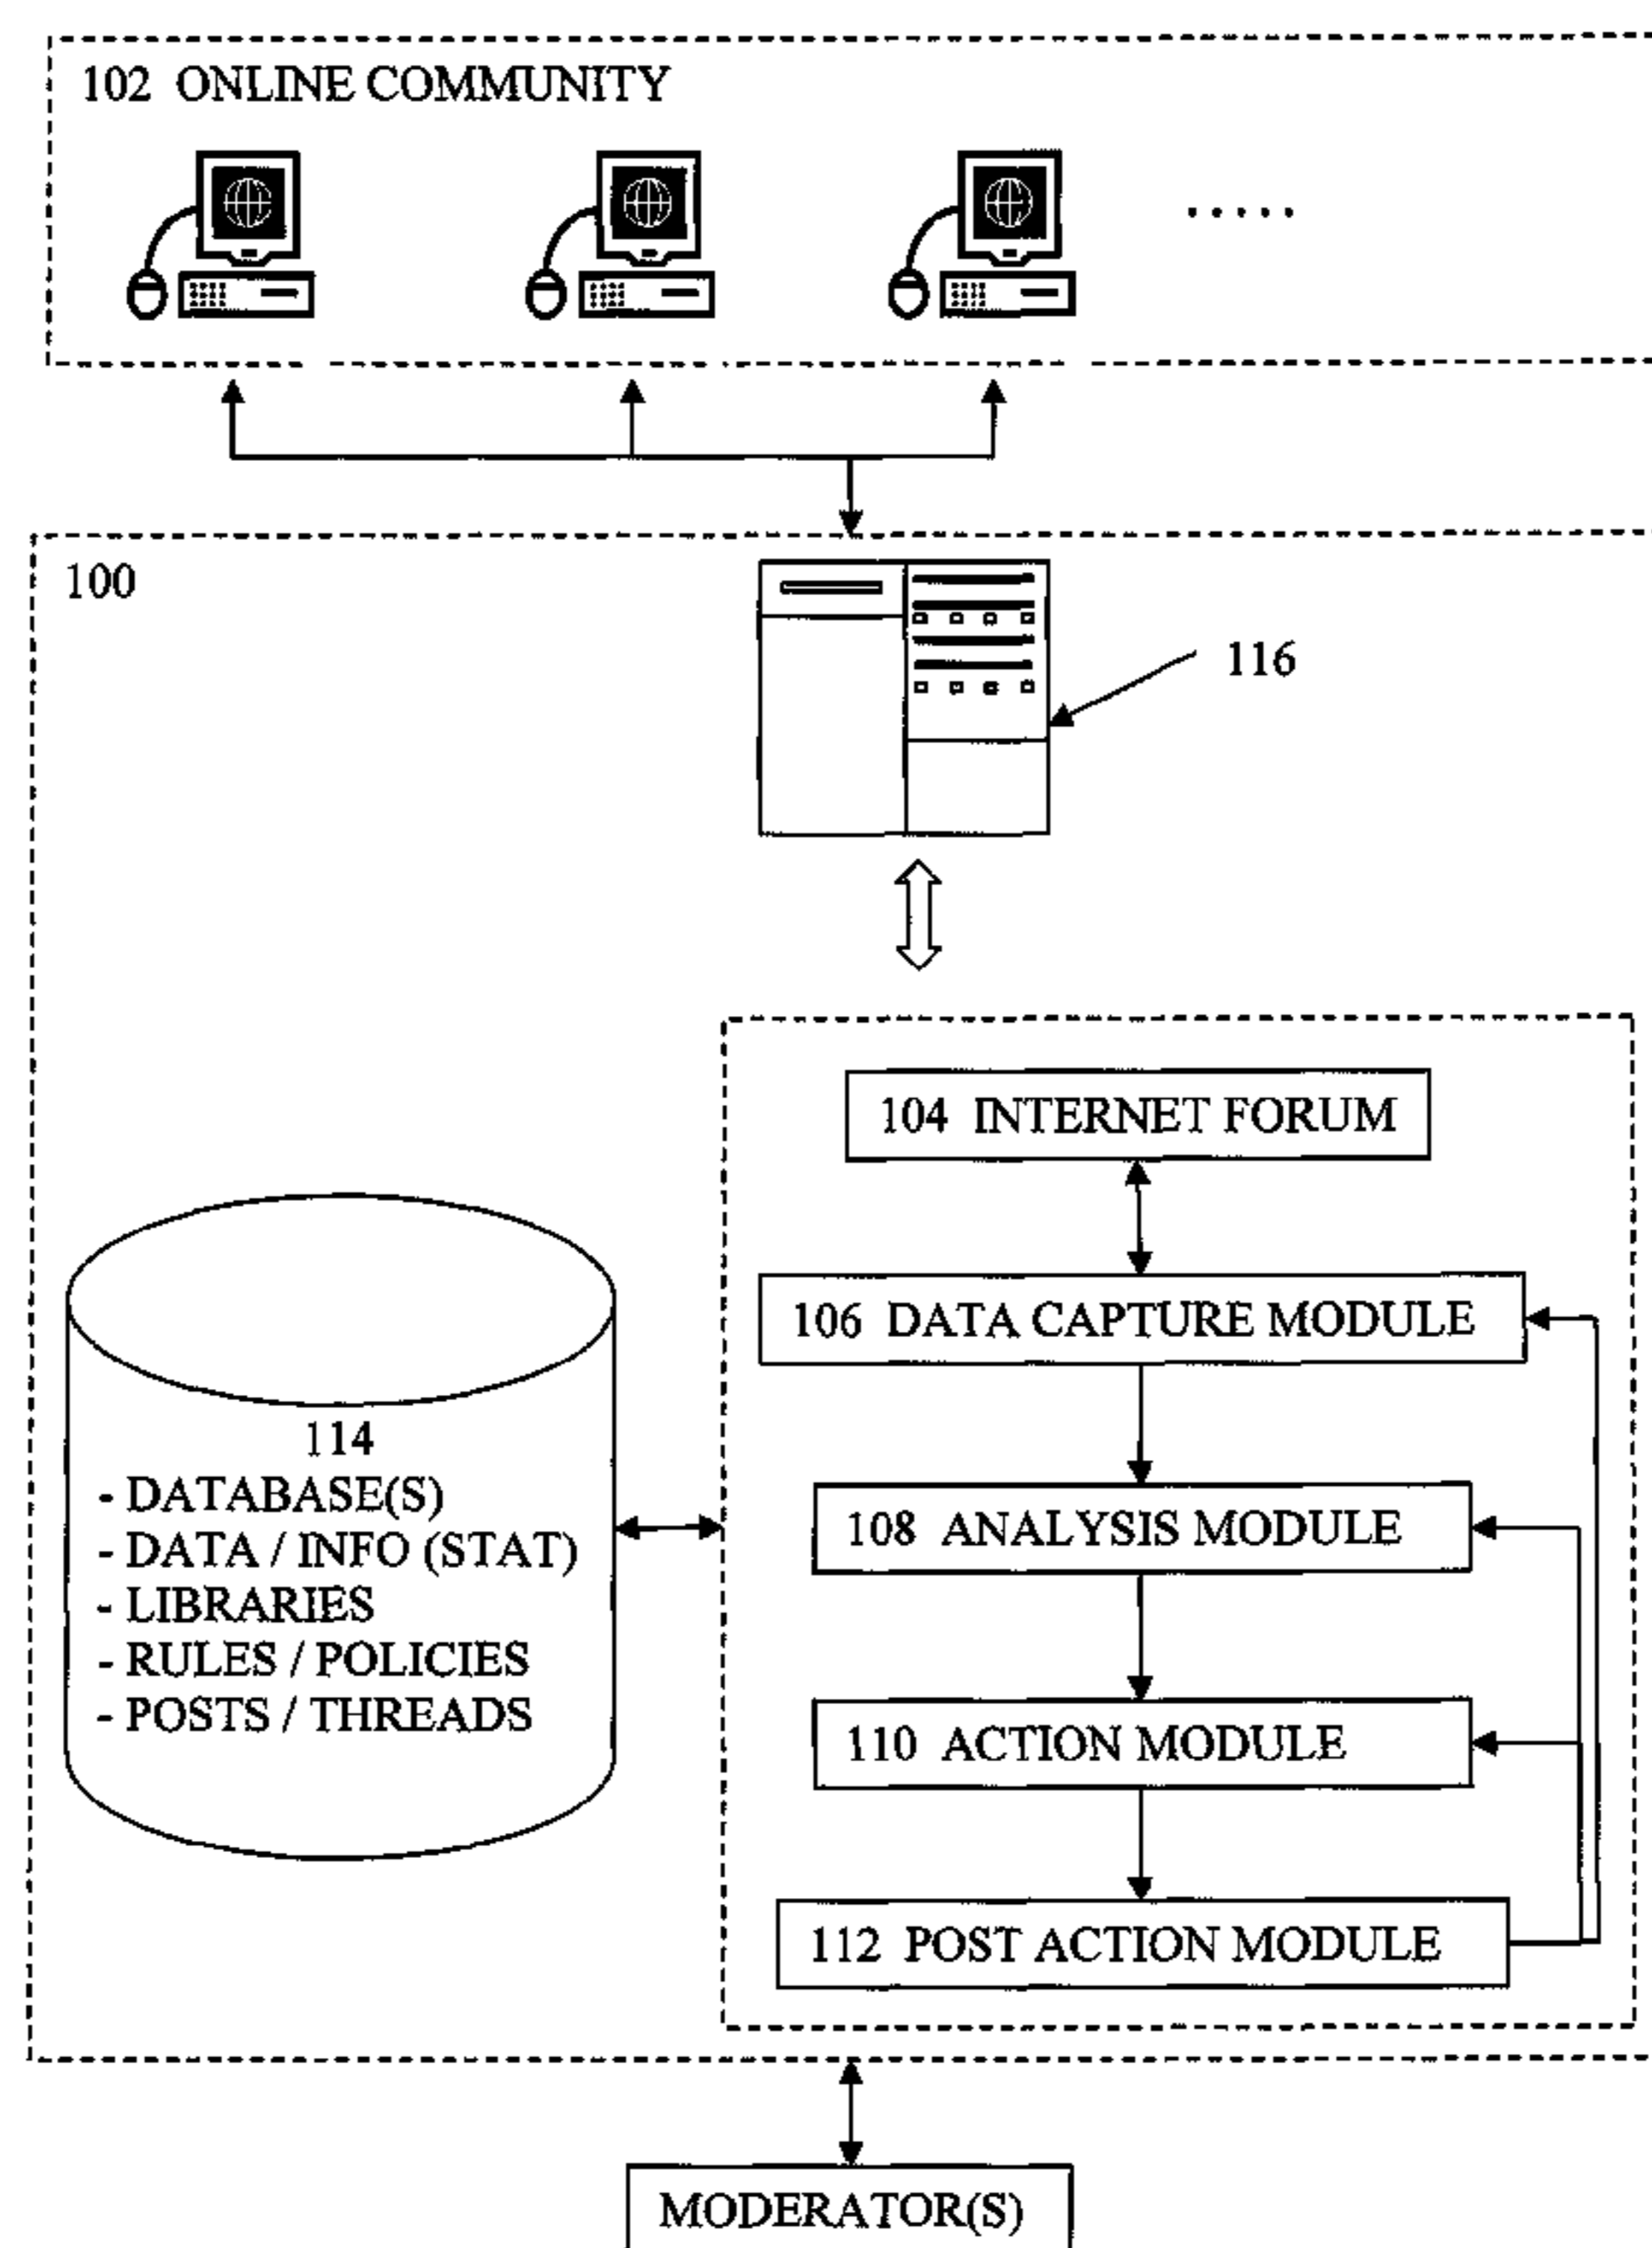 102 ONLINE COMMUNITY
.....
100
116
104 INTERNET FORUM
106 DATA CAPTURE MODULE
114
- DATABASE(S)
- DATA / INFO (STAT)
- LIBRARIES
- RULES / POLICIES
- POSTS / THREADS
108 ANALYSIS MODULE
110 ACTION MODULE
112 POST ACTION MODULE
MODERATOR(S)